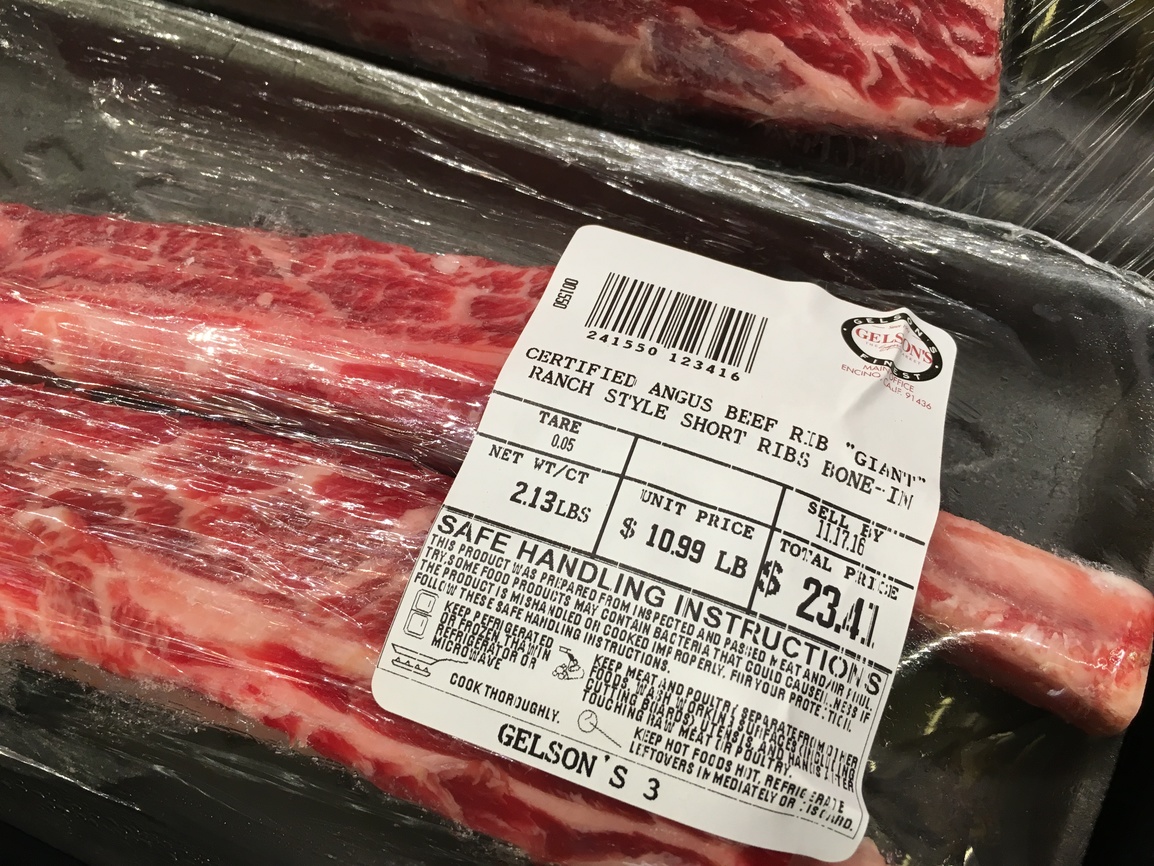 001550
241550 123416
GELSON'S
GELSON'S
FINEST
MAIN OFFICE
ENCINO, CALIF. 91436
CERTIFIED ANGUS BEEF RIB "GIANT"
RANCH STYLE SHORT RIBS BONE-IN
TARE
0.05
SELL BY
11.17.16
NET WT/CT
2.13LBS
UNIT PRICE
$ 10.99 LB
TOTAL PRICE
$ 23.41
SAFE HANDLING INSTRUCTIONS
THIS PRODUCT WAS PREPARED FROM INSPECTED AND PASSED MEAT AND/OR POUL
TRY.SOME FOOD PRODUCTS MAY CONTAIN BACTERIA THAT COULD CAUSE ILLNESS IF
THE PRODUCT IS MISHANDLED OR COOKED IMPROPERLY. FOR YOUR PROTECTION,
FOLLOW THESE SAFE HANDLING INSTRUCTIONS.
KEEP REFRIGERATED
OR FROZEN. THAW IN
REFRIGERATOR OR
MICROWAVE
KEEP MEAT AND POULTRY SEPARATE FROM OTHER
FOODS. WASH WORKING SURFACES (INCLUDING
CUTTING BOARDS), UTENSILS, AND HANDS AFTER
TOUCHING RAW MEAT OR POULTRY.
COOK THOROUGHLY.
KEEP HOT FOODS HOT. REFRIGERATE
LEFTOVERS IMMEDIATELY OR DISCARD.
GELSON'S 3